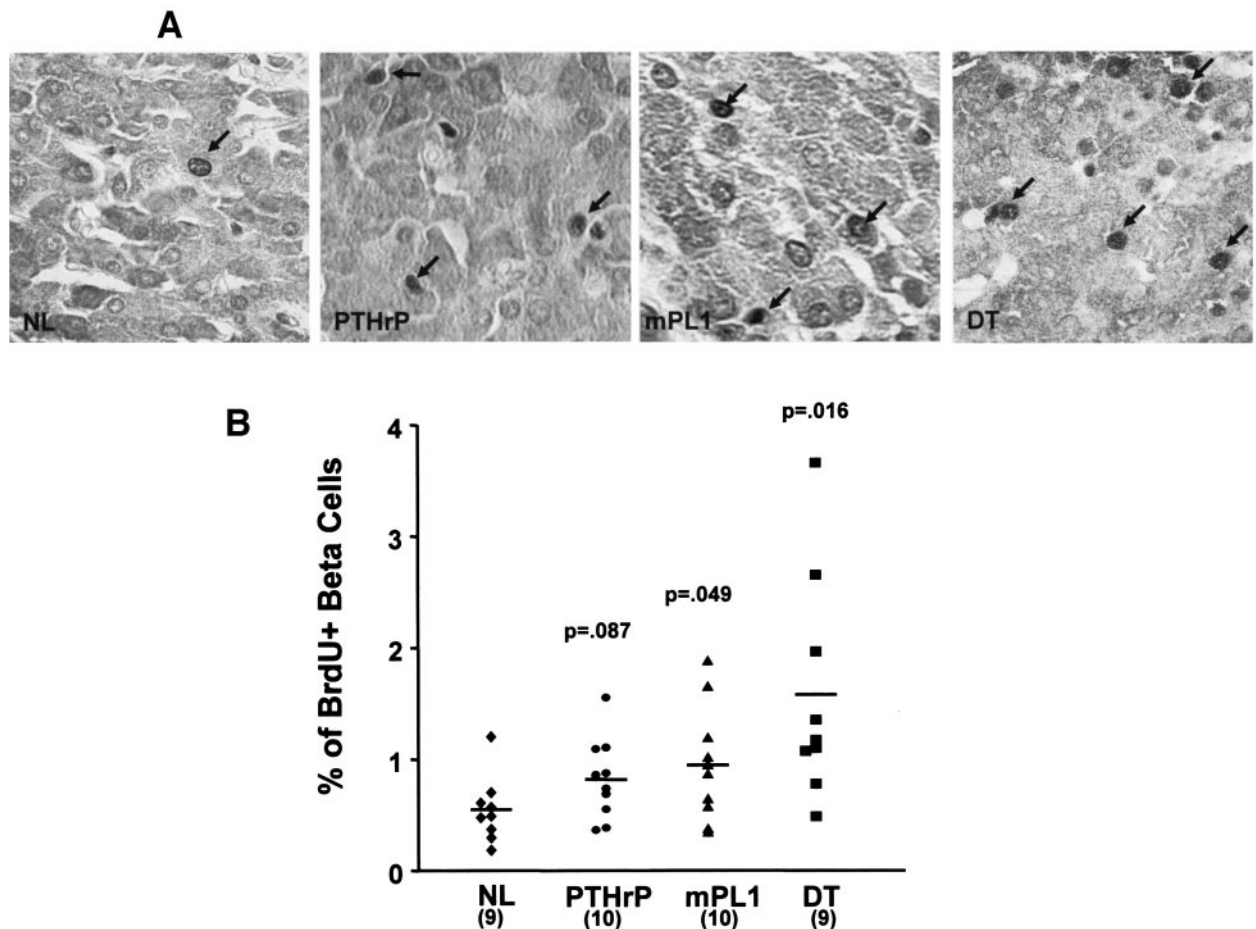 A
NL
PTHrP
mPL1
DT
B
% of BrdU+ Beta Cells
4
3
2
1
0
p=.087
p=.049
p=.016
NL PTHrP mPL1 DT
(9) (10) (10) (9)